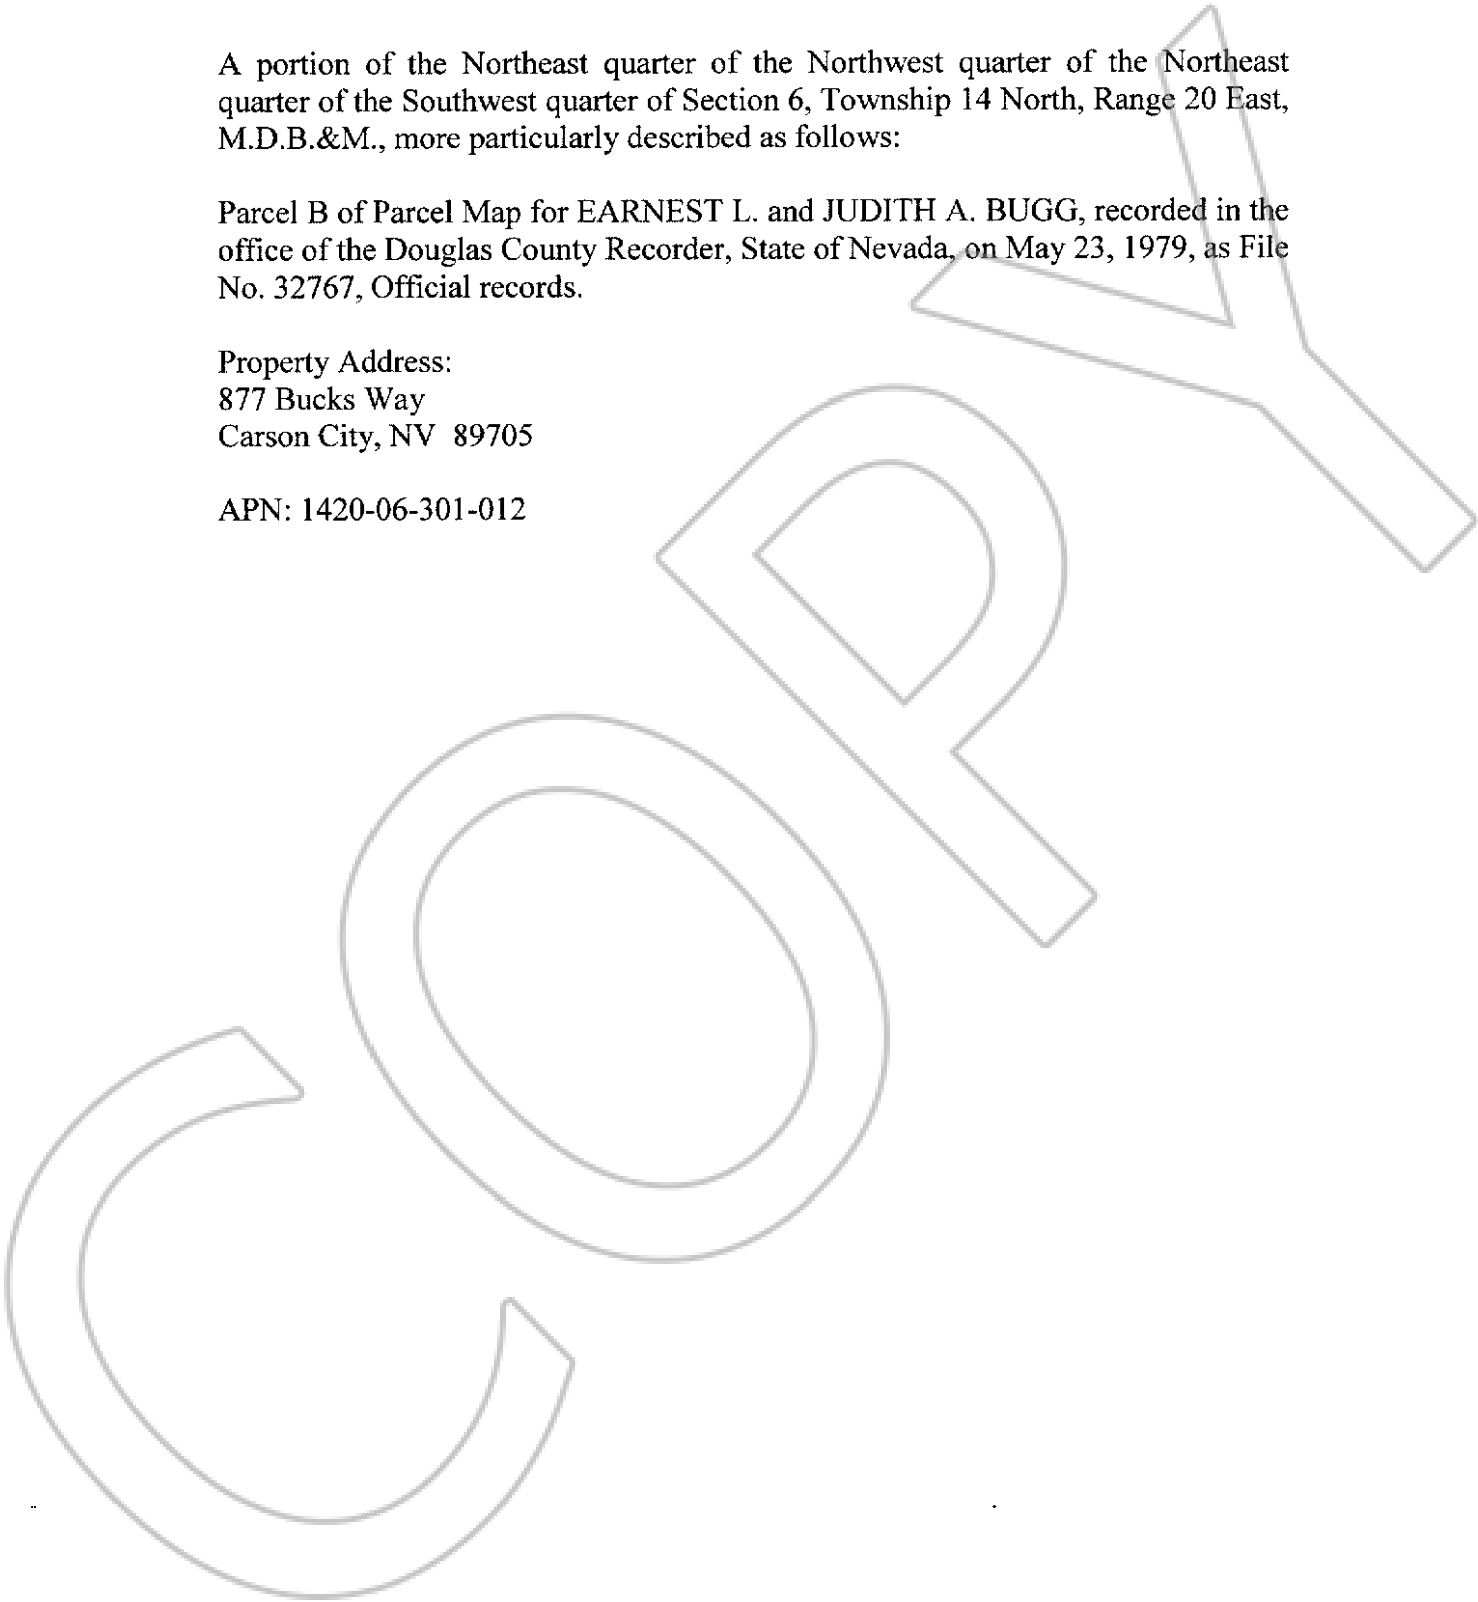 A portion of the Northeast quarter of the Northwest quarter of the Northeast
quarter of the Southwest quarter of Section 6, Township 14 North, Range 20 East,
M.D.B.&M., more particularly described as follows:
Parcel B of Parcel Map for EARNEST L. and JUDITH A. BUGG, recorded in the
office of the Douglas County Recorder, State of Nevada, on May 23, 1979, as File
No. 32767, Official records.
Property Address:
877 Bucks Way
Carson City, NV 89705
APN: 1420-06-301-012
COPY